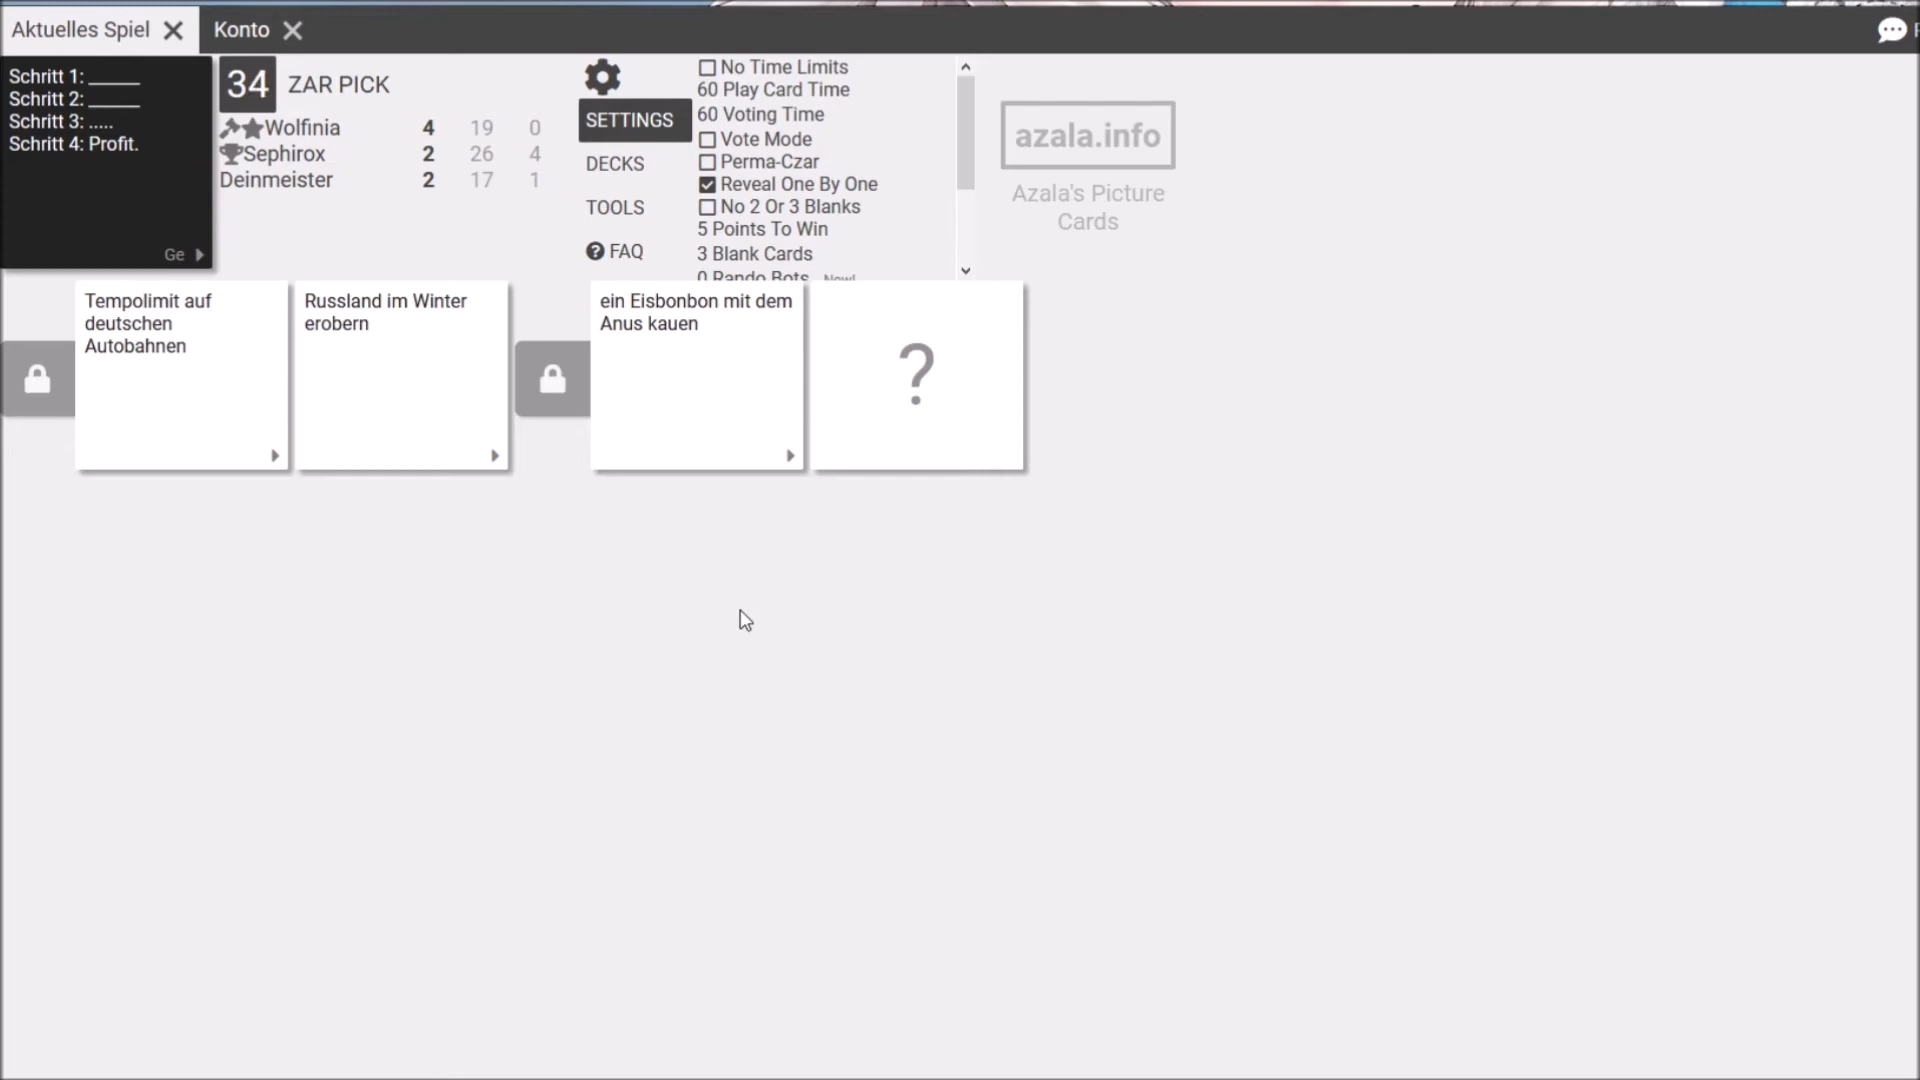 Aktuelles Spiel
Konto
Schritt 1: ______
Schritt 2: ______
Schritt 3: .....
Schritt 4: Profit.
Ge
34 ZAR PICK
Wolfinia 4 19 0
Sephirox 2 26 4
Deinmeister 2 17 1
SETTINGS
DECKS
TOOLS
? FAQ
No Time Limits
60 Play Card Time
60 Voting Time
Vote Mode
Perma-Czar
Reveal One By One
No 2 Or 3 Blanks
5 Points To Win
3 Blank Cards
0 Rando Bots New!
azala.info
Azala's Picture
Cards
Tempolimit auf
deutschen
Autobahnen
Russland im Winter
erobern
ein Eisbonbon mit dem
Anus kauen
?